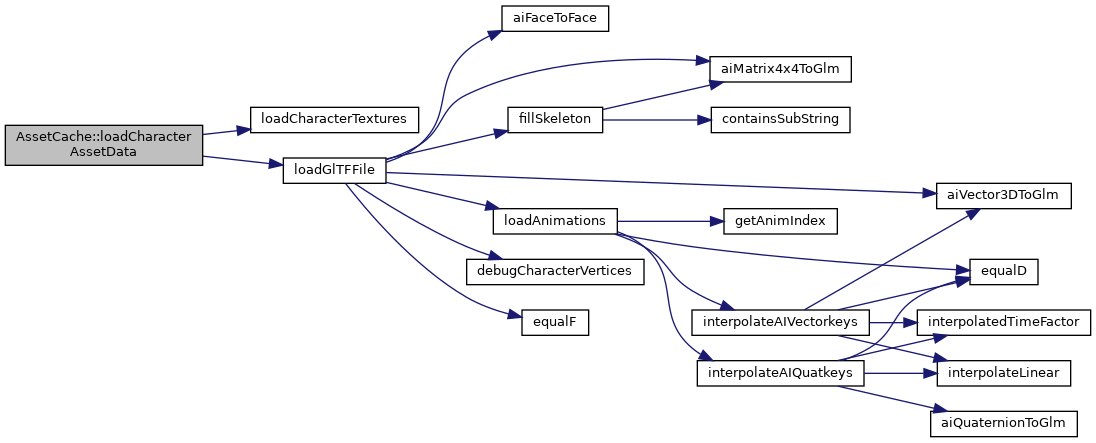 aiFaceToFace
aiMatrix4x4ToGlm
loadCharacterTextures
fillSkeleton
containsSubString
AssetCache::loadCharacter
AssetData
loadGlTFFile
aiVector3DToGlm
loadAnimations
getAnimIndex
debugCharacterVertices
equalD
equalF
interpolateAIVectorkeys
interpolatedTimeFactor
interpolateAIQuatkeys
interpolateLinear
aiQuaternionToGlm